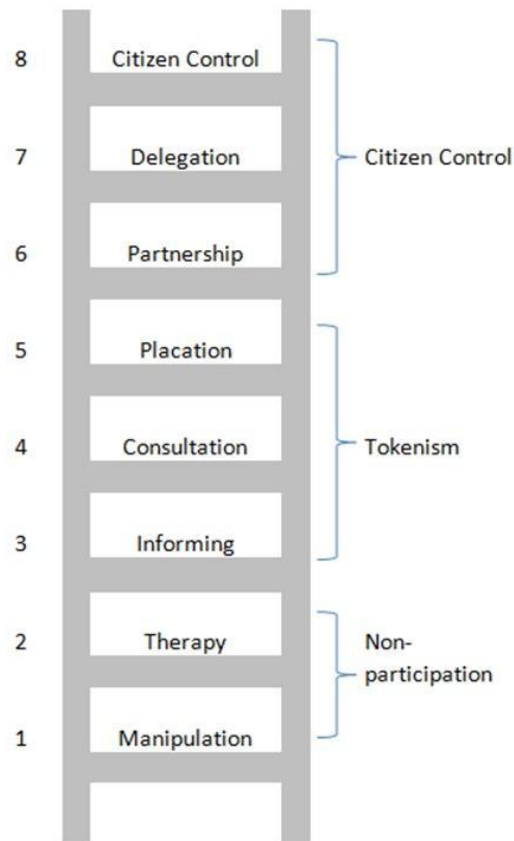 8 Citizen Control
7 Delegation Citizen Control
6 Partnership
5 Placation
4 Consultation Tokenism
3 Informing
2 Therapy Non-
participation
1 Manipulation